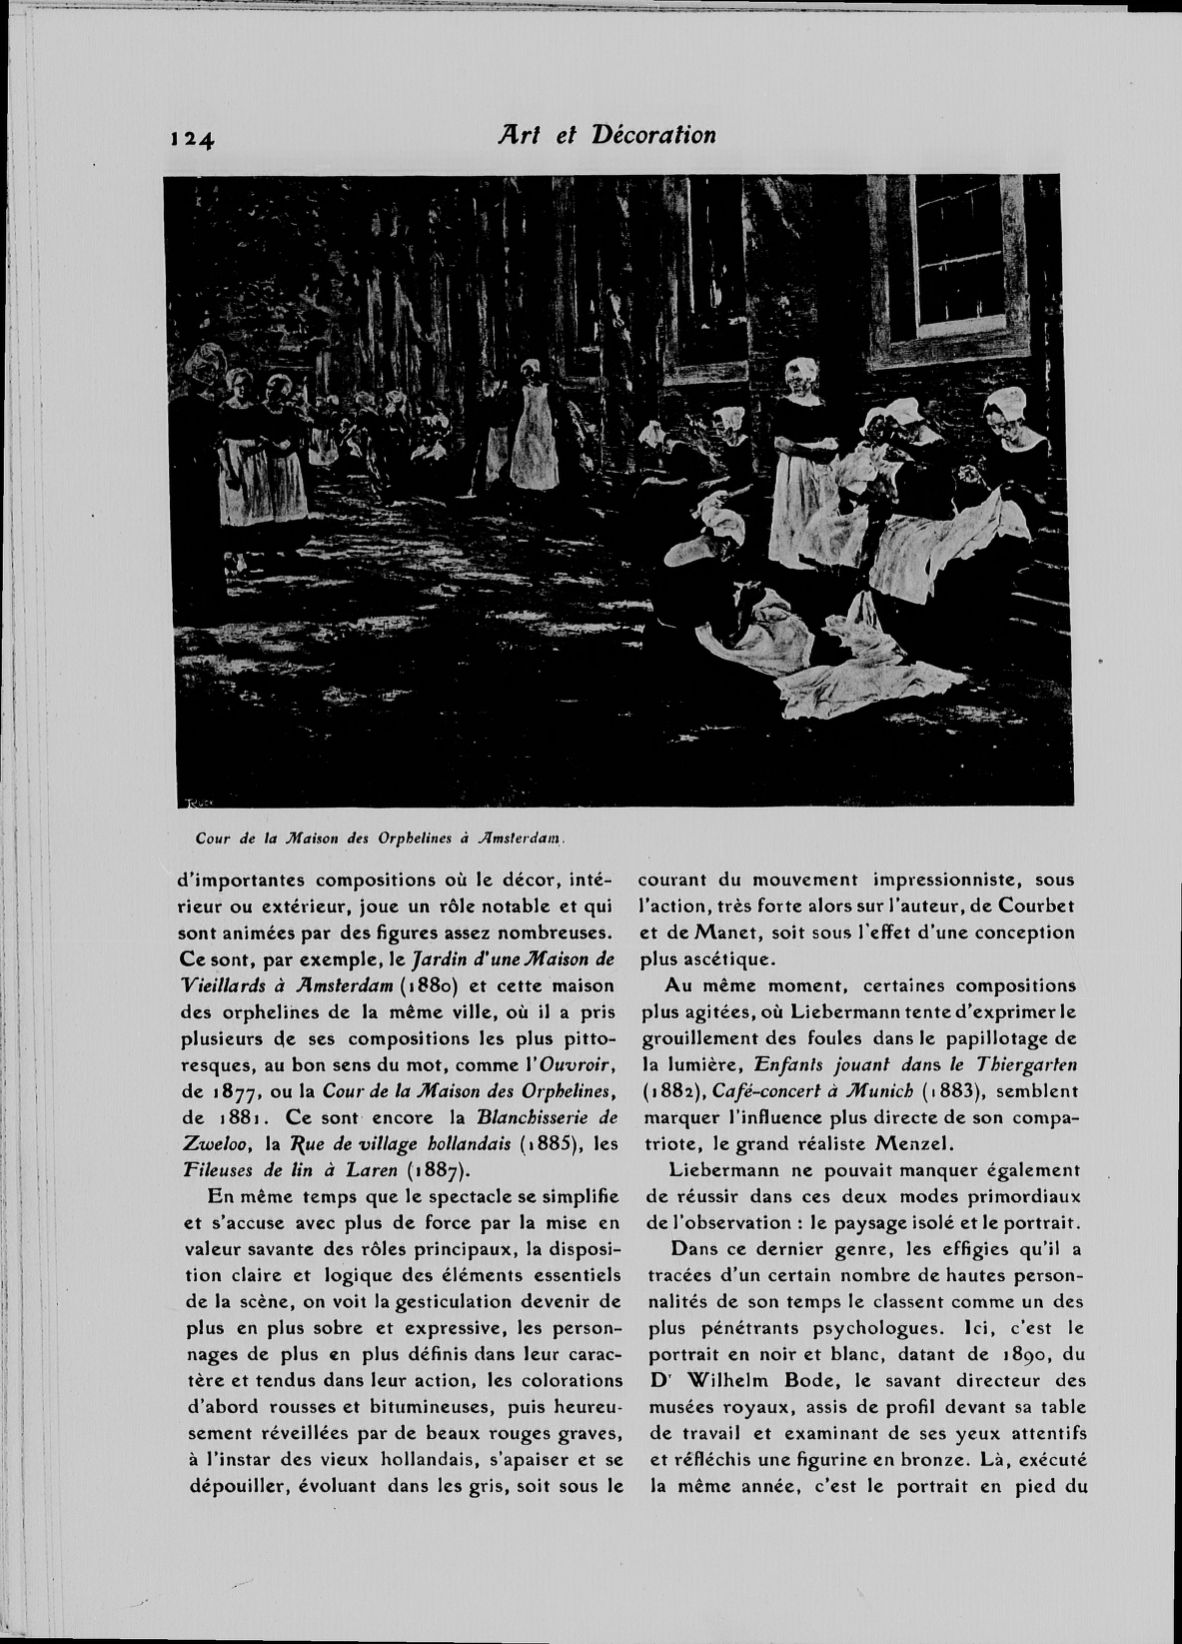 124
Art et Décoration
Cour de la Maison des Orphelines à Amsterdam.
d'importantes compositions où le décor, inté-
rieur ou extérieur, joue un rôle notable et qui
sont animées par des figures assez nombreuses.
Ce sont, par exemple, le Jardin d'une Maison de
Vieillards à Amsterdam (1880) et cette maison
des orphelines de la même ville, où il a pris
plusieurs de ses compositions les plus pitto-
resques, au bon sens du mot, comme l'Ouvroir,
de 1877, ou la Cour de la Maison des Orphelines,
de 1881. Ce sont encore la Blanchisserie de
Zweloo, la Rue de village hollandais (1885), les
Fileuses de lin à Laren (1887).
En même temps que le spectacle se simplifie
et s'accuse avec plus de force par la mise en
valeur savante des rôles principaux, la disposi-
tion claire et logique des éléments essentiels
de la scène, on voit la gesticulation devenir de
plus en plus sobre et expressive, les person-
nages de plus en plus définis dans leur carac-
tère et tendus dans leur action, les colorations
d'abord rousses et bitumineuses, puis heureu-
sement réveillées par de beaux rouges graves,
à l'instar des vieux hollandais, s'apaiser et se
dépouiller, évoluant dans les gris, soit sous le
courant du mouvement impressionniste, sous
l'action, très forte alors sur l'auteur, de Courbet
et de Manet, soit sous l'effet d'une conception
plus ascétique.
Au même moment, certaines compositions
plus agitées, où Liebermann tente d'exprimer le
grouillement des foules dans le papillotage de
la lumière, Enfants jouant dans le Thiergarten
(1882), Café-concert à Munich (1883), semblent
marquer l'influence plus directe de son compa-
triote, le grand réaliste Menzel.
Liebermann ne pouvait manquer également
de réussir dans ces deux modes primordiaux
de l'observation : le paysage isolé et le portrait.
Dans ce dernier genre, les effigies qu'il a
tracées d'un certain nombre de hautes person-
nalités de son temps le classent comme un des
plus pénétrants psychologues. Ici, c'est le
portrait en noir et blanc, datant de 1890, du
Dr Wilhelm Bode, le savant directeur des
musées royaux, assis de profil devant sa table
de travail et examinant de ses yeux attentifs
et réfléchis une figurine en bronze. Là, exécuté
la même année, c'est le portrait en pied du